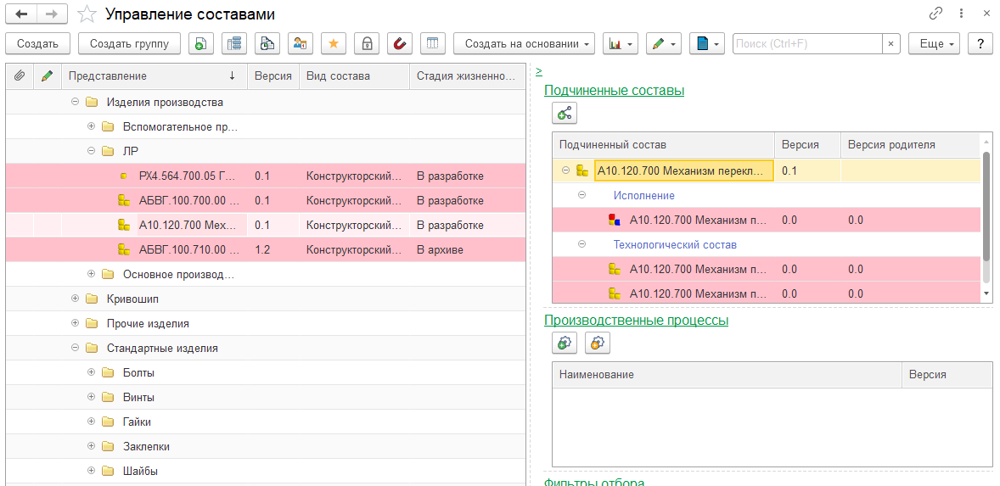 Управление составами
Создать Создать группу Создать на основании Поиск (Ctrl+F) × Еще ?
Представление ↓ Версия Вид состава Стадия жизненно...
Изделия производства
Вспомогательное пр...
ЛР
РХ4.564.700.05 Г... 0.1 Конструкторский... В разработке
АБВГ.100.700.00 ... 0.1 Конструкторский... В разработке
А10.120.700 Мех... 0.1 Конструкторский... В разработке
АБВГ.100.710.00 ... 1.2 Конструкторский... В архиве
Основное производ...
Кривошип
Прочие изделия
Стандартные изделия
Болты
Винты
Гайки
Заклепки
Шайбы
>
Подчиненные составы
Подчиненный состав Версия Версия родителя
А10.120.700 Механизм перекл... 0.1
Исполнение
А10.120.700 Механизм п... 0.0 0.0
Технологический состав
А10.120.700 Механизм п... 0.0 0.0
А10.120.700 Механизм п... 0.0 0.0
Производственные процессы
Наименование Версия
Фильтры отбора